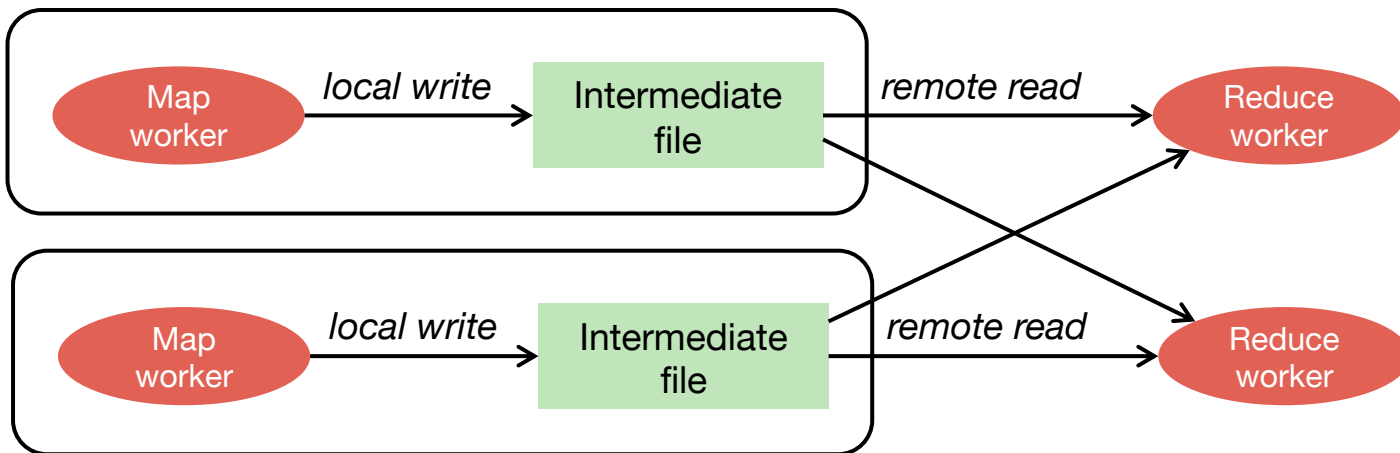 Map
worker
local write
Intermediate
file
remote read
Reduce
worker
Map
worker
local write
Intermediate
file
remote read
Reduce
worker